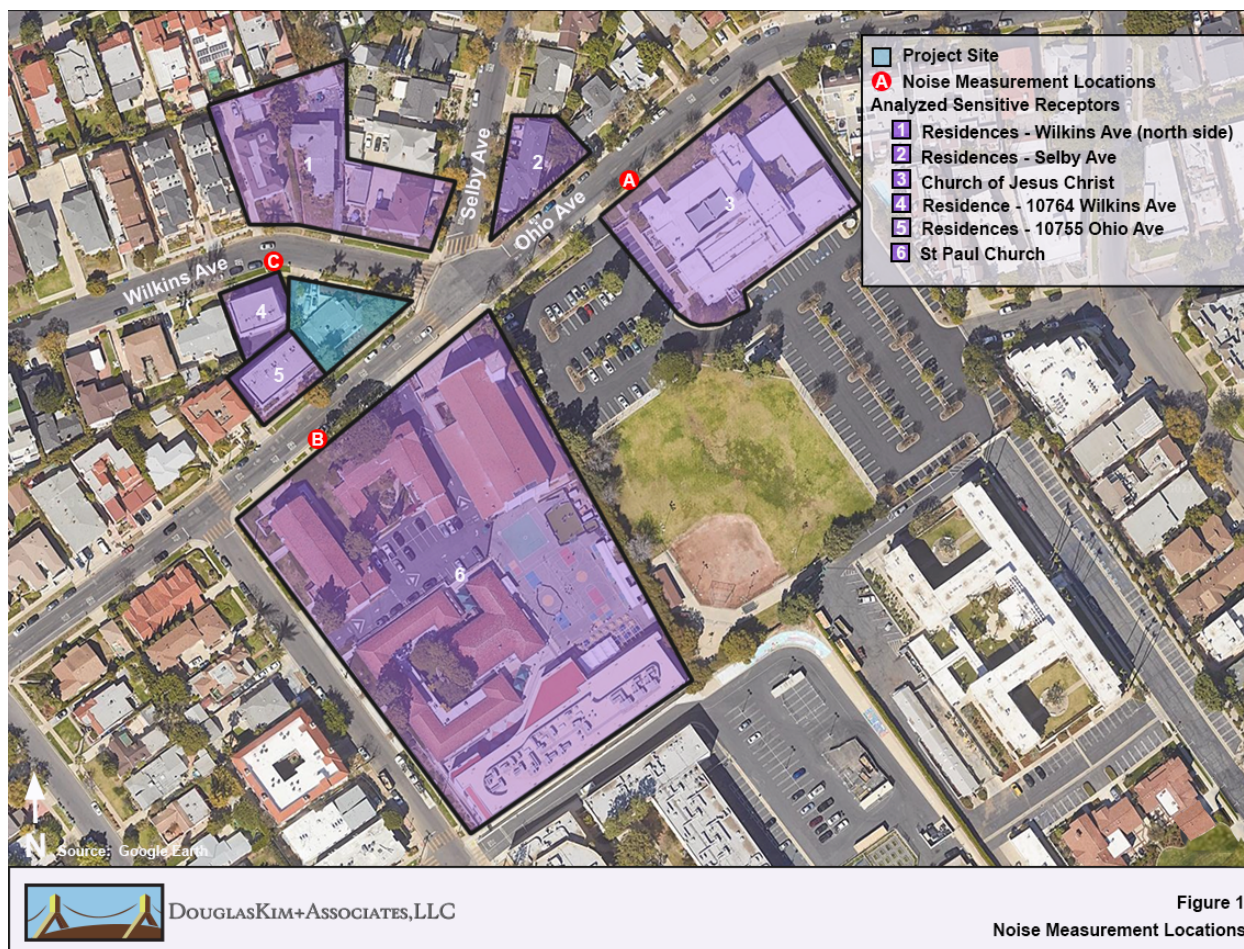 Project Site
A Noise Measurement Locations
Analyzed Sensitive Receptors
1 Residences - Wilkins Ave (north side)
2 Residences - Selby Ave
3 Church of Jesus Christ
4 Residence - 10764 Wilkins Ave
5 Residences - 10755 Ohio Ave
6 St Paul Church
1
2
Selby Ave
A
Ohio Ave
3
C
Wilkins Ave
4
5
B
6
N
Source: Google Earth
DOUGLASKIM+ASSOCIATES,LLC
Figure 1
Noise Measurement Locations